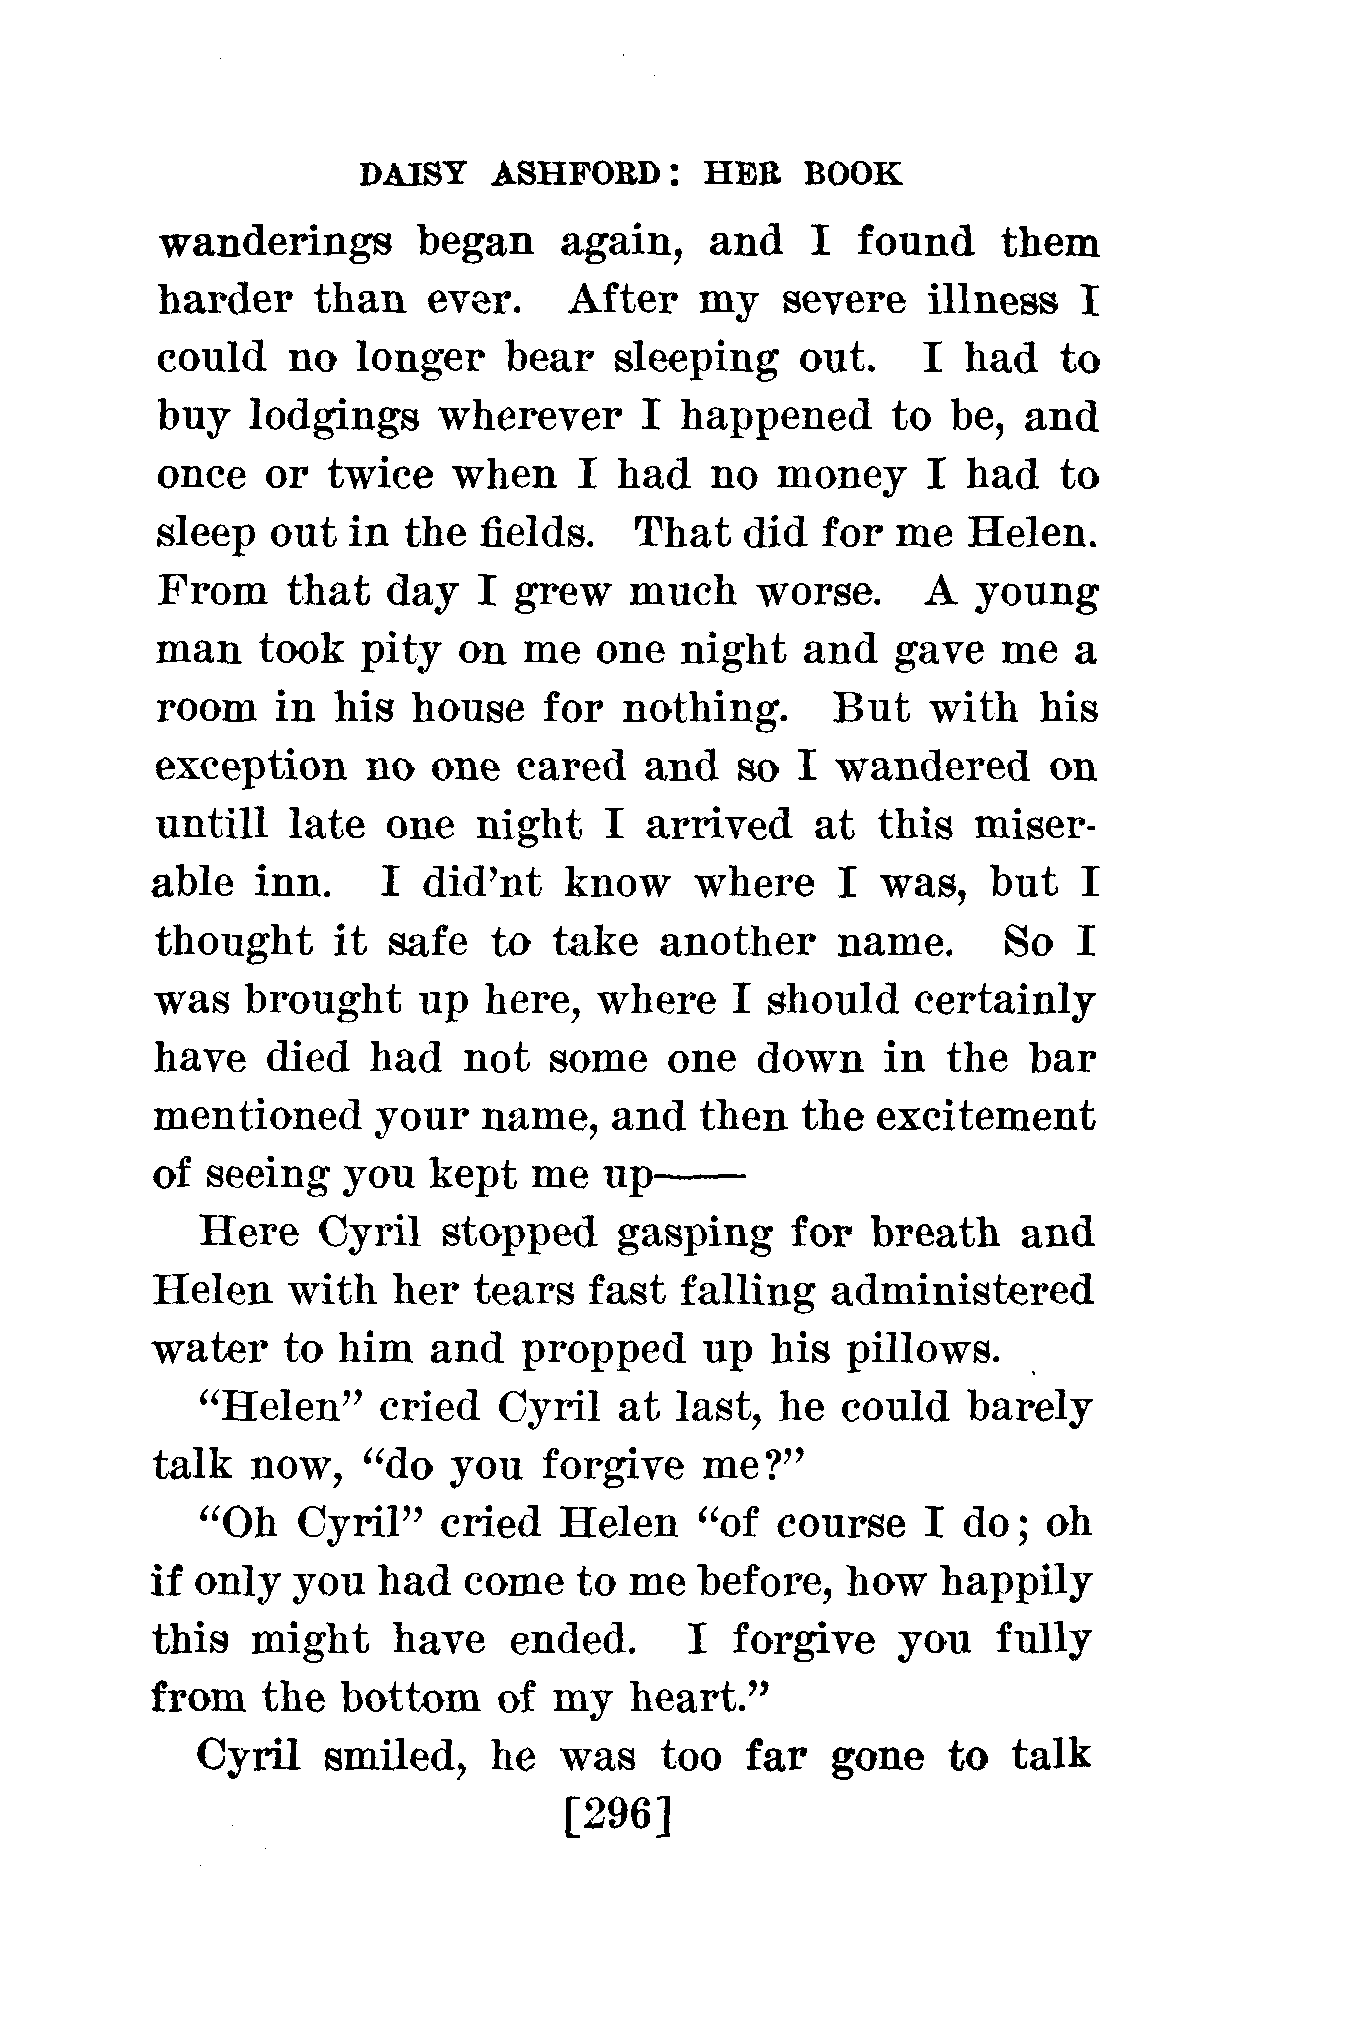 DAISY ASHFORD: HER BOOK
wanderings began again, and I found them
harder than ever. After my severe illness I
could no longer bear sleeping out. I had to
buy lodgings wherever I happened to be, and
once or twice when I had no money I had to
sleep out in the fields. That did for me Helen.
From that day I grew much worse. A young
man took pity on me one night and gave me a
room in his house for nothing. But with his
exception no one cared and so I wandered on
untill late one night I arrived at this miser-
able inn. I did'nt know where I was, but I
thought it safe to take another name. So I
was brought up here, where I should certainly
have died had not some one down in the bar
mentioned your name, and then the excitement
of seeing you kept me up——
Here Cyril stopped gasping for breath and
Helen with her tears fast falling administered
water to him and propped up his pillows.
“Helen” cried Cyril at last, he could barely
talk now, “do you forgive me?”
“Oh Cyril” cried Helen “of course I do; oh
if only you had come to me before, how happily
this might have ended. I forgive you fully
from the bottom of my heart.”
Cyril smiled, he was too far gone to talk
[296]